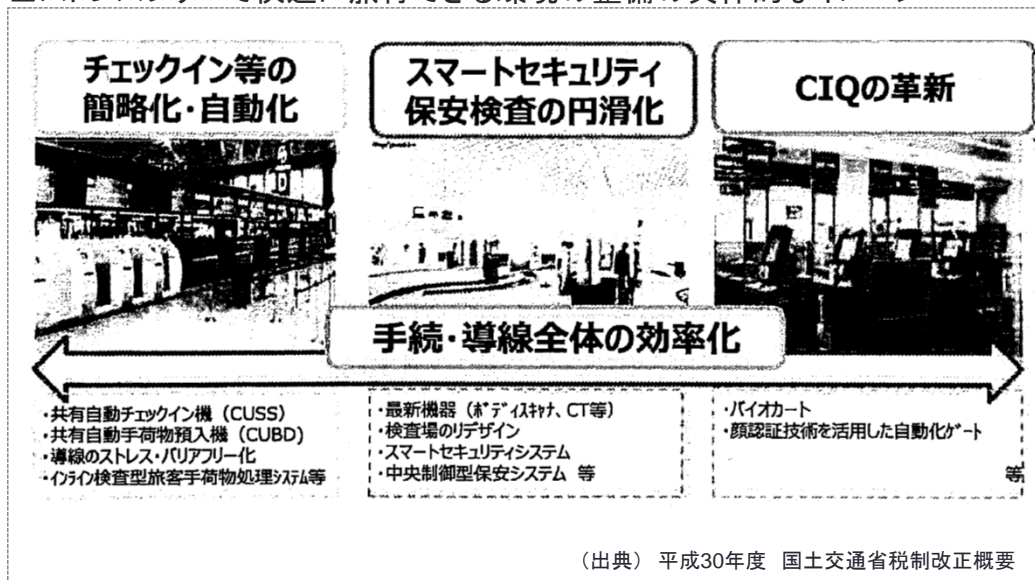 チェックイン等の
簡略化・自動化
スマートセキュリティ
保安検査の円滑化
CIQの革新
手続・導線全体の効率化
・共有自動チェックイン機（CUSS）
・共有自動手荷物預入機（CUBD）
・導線のストレス・バリアフリー化
・インライン検査型旅客手荷物処理システム等
・最新機器（ボディスキャナ、CT等）
・検査場のリデザイン
・スマートセキュリティシステム
・中央制御型保安システム 等
・バイオカート
・顔認証技術を活用した自動化ゲート
等
（出典） 平成30年度 国土交通省税制改正概要